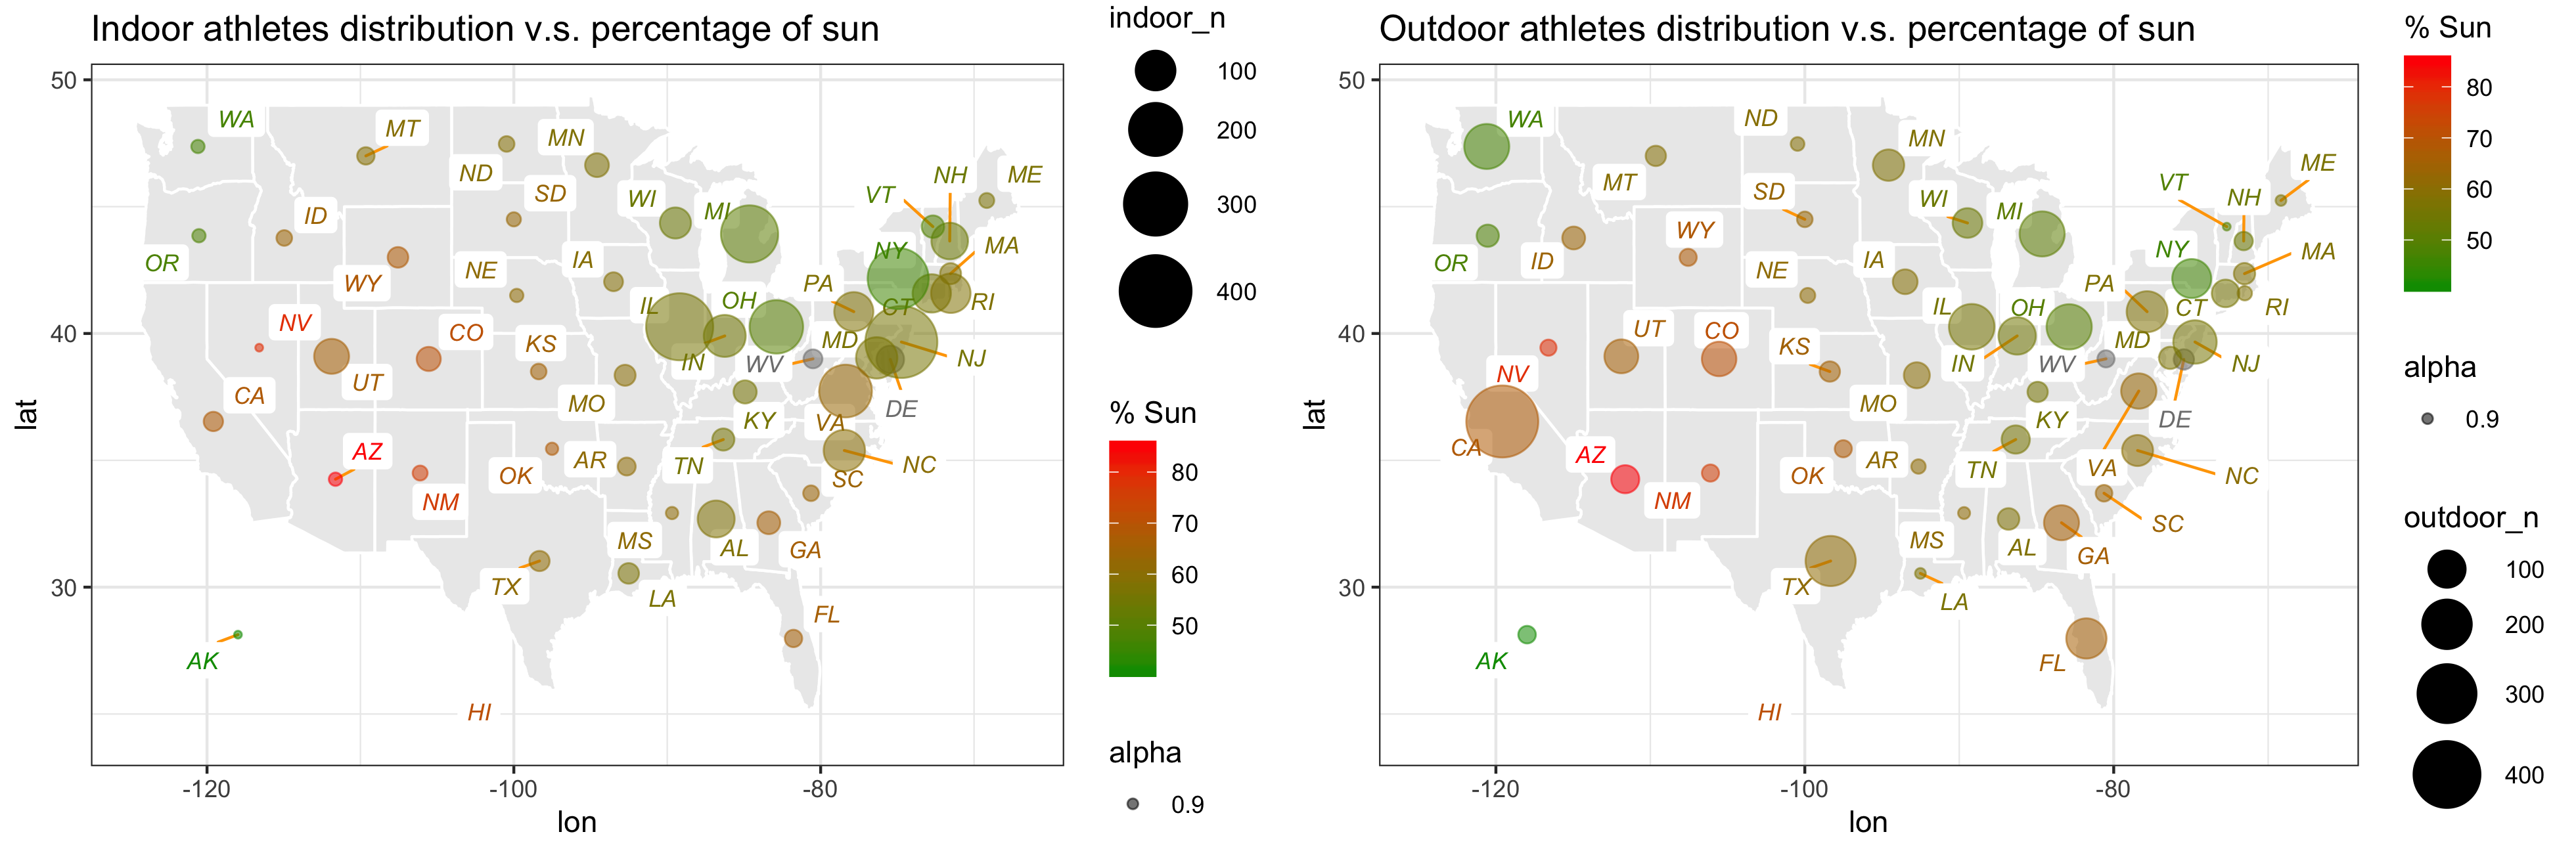 Indoor athletes distribution v.s. percentage of sun
50
40
30
lat
-120
-100
-80
lon
WA
MT
MN
ND
SD
WI
MI
VT
NH
ME
ID
OR
WY
NE
IA
NY
MA
PA
IL
OH
CT
RI
NV
CO
KS
MD
IN
WV
NJ
CA
UT
MO
KY
VA
DE
AZ
OK
AR
TN
NC
SC
NM
MS
AL
GA
TX
LA
FL
AK
HI
indoor_n
100
200
300
400
% Sun
80
70
60
50
alpha
0.9
Outdoor athletes distribution v.s. percentage of sun
50
40
30
lat
-120
-100
-80
lon
WA
ND
MN
ME
MT
SD
WI
MI
VT
NH
OR
ID
WY
NE
IA
NY
MA
PA
IL
OH
CT
RI
UT
CO
KS
MD
IN
WV
NJ
NV
MO
KY
DE
CA
AZ
OK
AR
TN
VA
NC
NM
MS
AL
GA
SC
TX
LA
FL
AK
HI
% Sun
80
70
60
50
alpha
0.9
outdoor_n
100
200
300
400